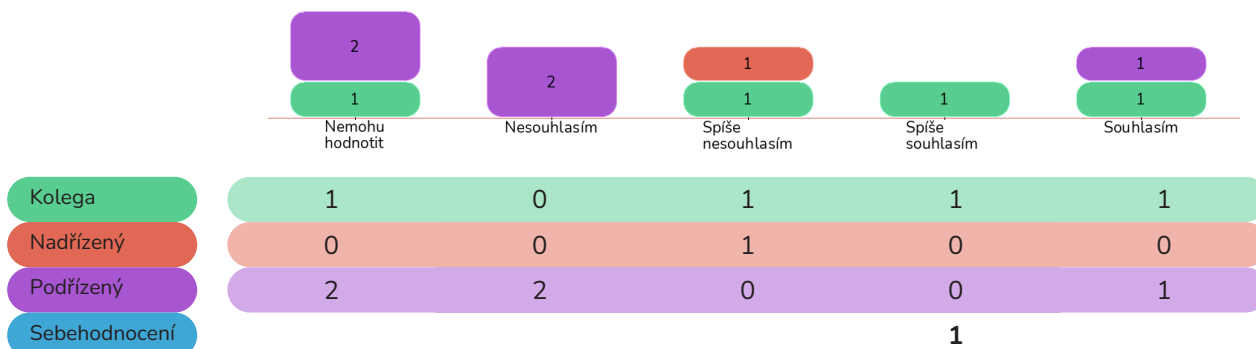 2
1
2
1
1
1
1
1
Nemohu
hodnotit
Nesouhlasím
Spíše
nesouhlasím
Spíše
souhlasím
Souhlasím
Kolega 1 0 1 1 1
Nadřízený 0 0 1 0 0
Podřízený 2 2 0 0 1
Sebehodnocení 1